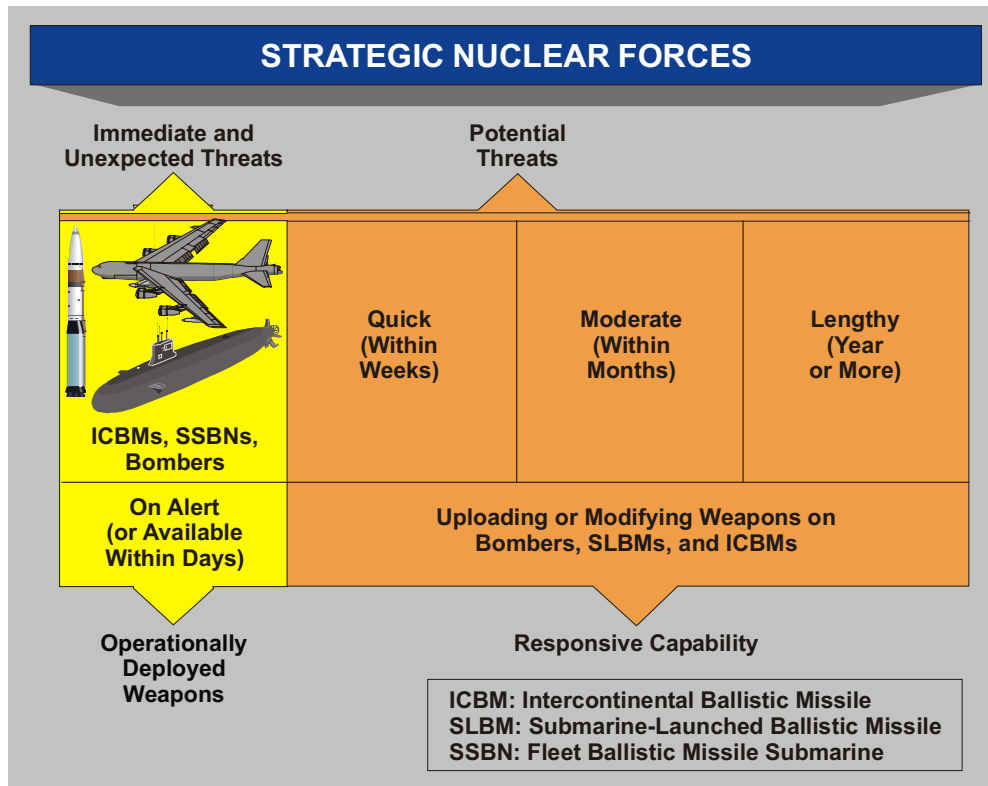 STRATEGIC NUCLEAR FORCES
Immediate and
Unexpected Threats
Potential
Threats
ICBMs, SSBNs,
Bombers
Quick
(Within
Weeks)
Moderate
(Within
Months)
Lengthy
(Year
or More)
On Alert
(or Available
Within Days)
Uploading or Modifying Weapons on
Bombers, SLBMs, and ICBMs
Operationally
Deployed
Weapons
Responsive Capability
ICBM: Intercontinental Ballistic Missile
SLBM: Submarine-Launched Ballistic Missile
SSBN: Fleet Ballistic Missile Submarine